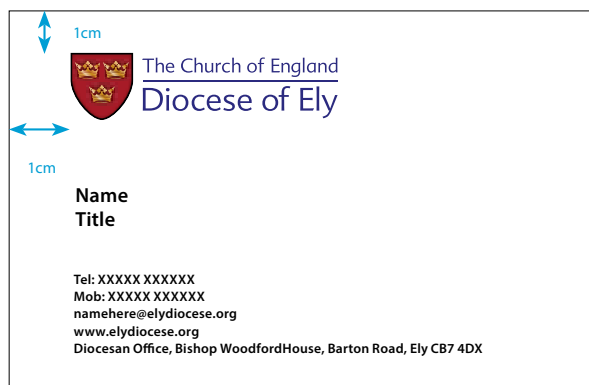 1cm
The Church of England
Diocese of Ely
1cm
Name
Title
Tel: XXXXX XXXXXX
Mob: XXXXX XXXXXX
namehere@elydiocese.org
www.elydiocese.org
Diocesan Office, Bishop WoodfordHouse, Barton Road, Ely CB7 4DX